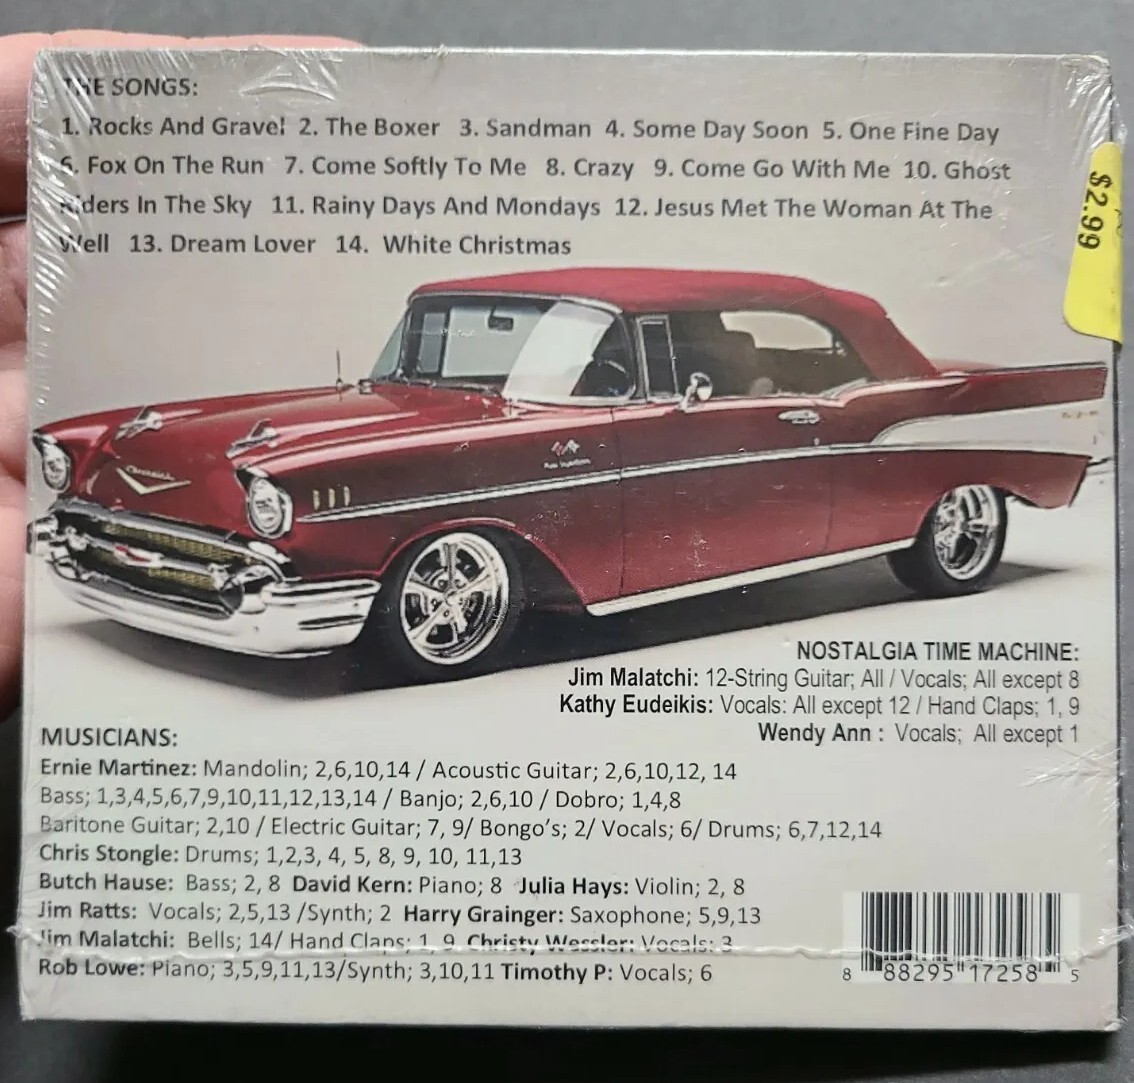 THE SONGS:
1. Rocks And Gravel 2. The Boxer 3. Sandman 4. Some Day Soon 5. One Fine Day
6. Fox On The Run 7. Come Softly To Me 8. Crazy 9. Come Go With Me 10. Ghost
Riders In The Sky 11. Rainy Days And Mondays 12. Jesus Met The Woman At The
Well 13. Dream Lover 14. White Christmas
$2.99
Chevrolet
Fuel Injection
NOSTALGIA TIME MACHINE:
Jim Malatchi: 12-String Guitar; All / Vocals; All except 8
Kathy Eudeikis: Vocals: All except 12 / Hand Claps; 1, 9
Wendy Ann : Vocals; All except 1
MUSICIANS:
Ernie Martinez: Mandolin; 2,6,10,14 / Acoustic Guitar; 2,6,10,12, 14
Bass; 1,3,4,5,6,7,9,10,11,12,13,14 / Banjo; 2,6,10 / Dobro; 1,4,8
Baritone Guitar; 2,10 / Electric Guitar; 7, 9/ Bongo's; 2/ Vocals; 6/ Drums; 6,7,12,14
Chris Stongle: Drums; 1,2,3, 4, 5, 8, 9, 10, 11,13
Butch Hause: Bass; 2, 8 David Kern: Piano; 8 Julia Hays: Violin; 2, 8
Jim Ratts: Vocals; 2,5,13 /Synth; 2 Harry Grainger: Saxophone; 5,9,13
Jim Malatchi: Bells; 14/ Hand Claps; 1, 9 Christy Wessler: Vocals; 3
Rob Lowe: Piano; 3,5,9,11,13/Synth; 3,10,11 Timothy P: Vocals; 6
8 88295 17258 5